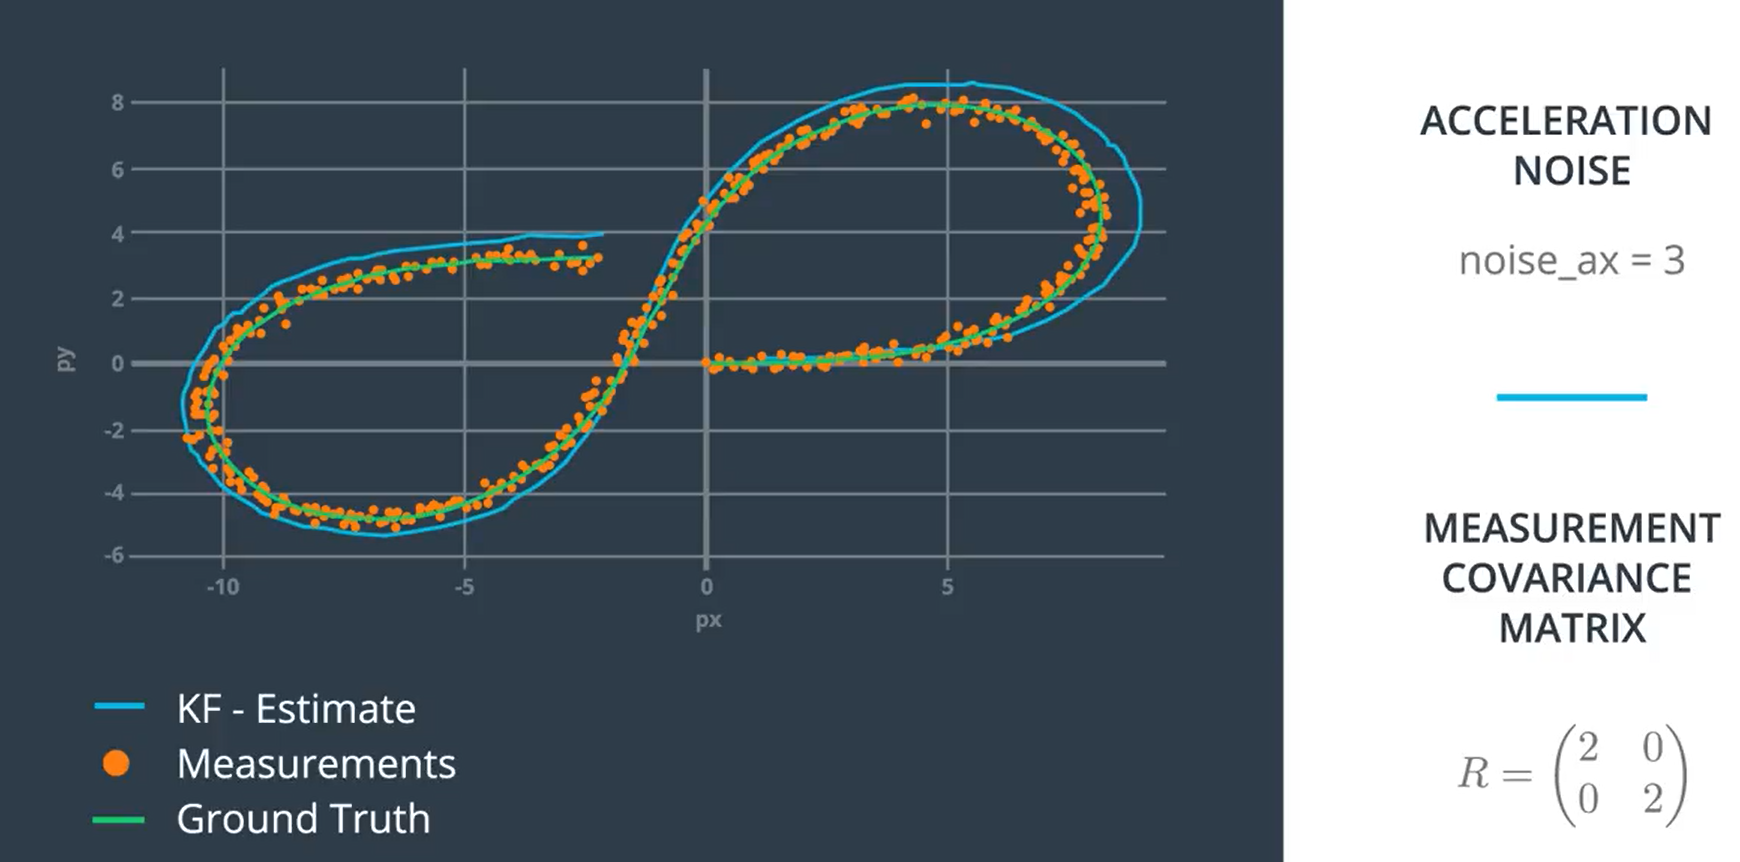 8
6
4
2
0
-2
-4
-6
py
-10 -5 0 5
px
KF - Estimate
Measurements
Ground Truth
ACCELERATION
NOISE
noise_ax = 3
MEASUREMENT
COVARIANCE
MATRIX
R = (2 0
0 2)